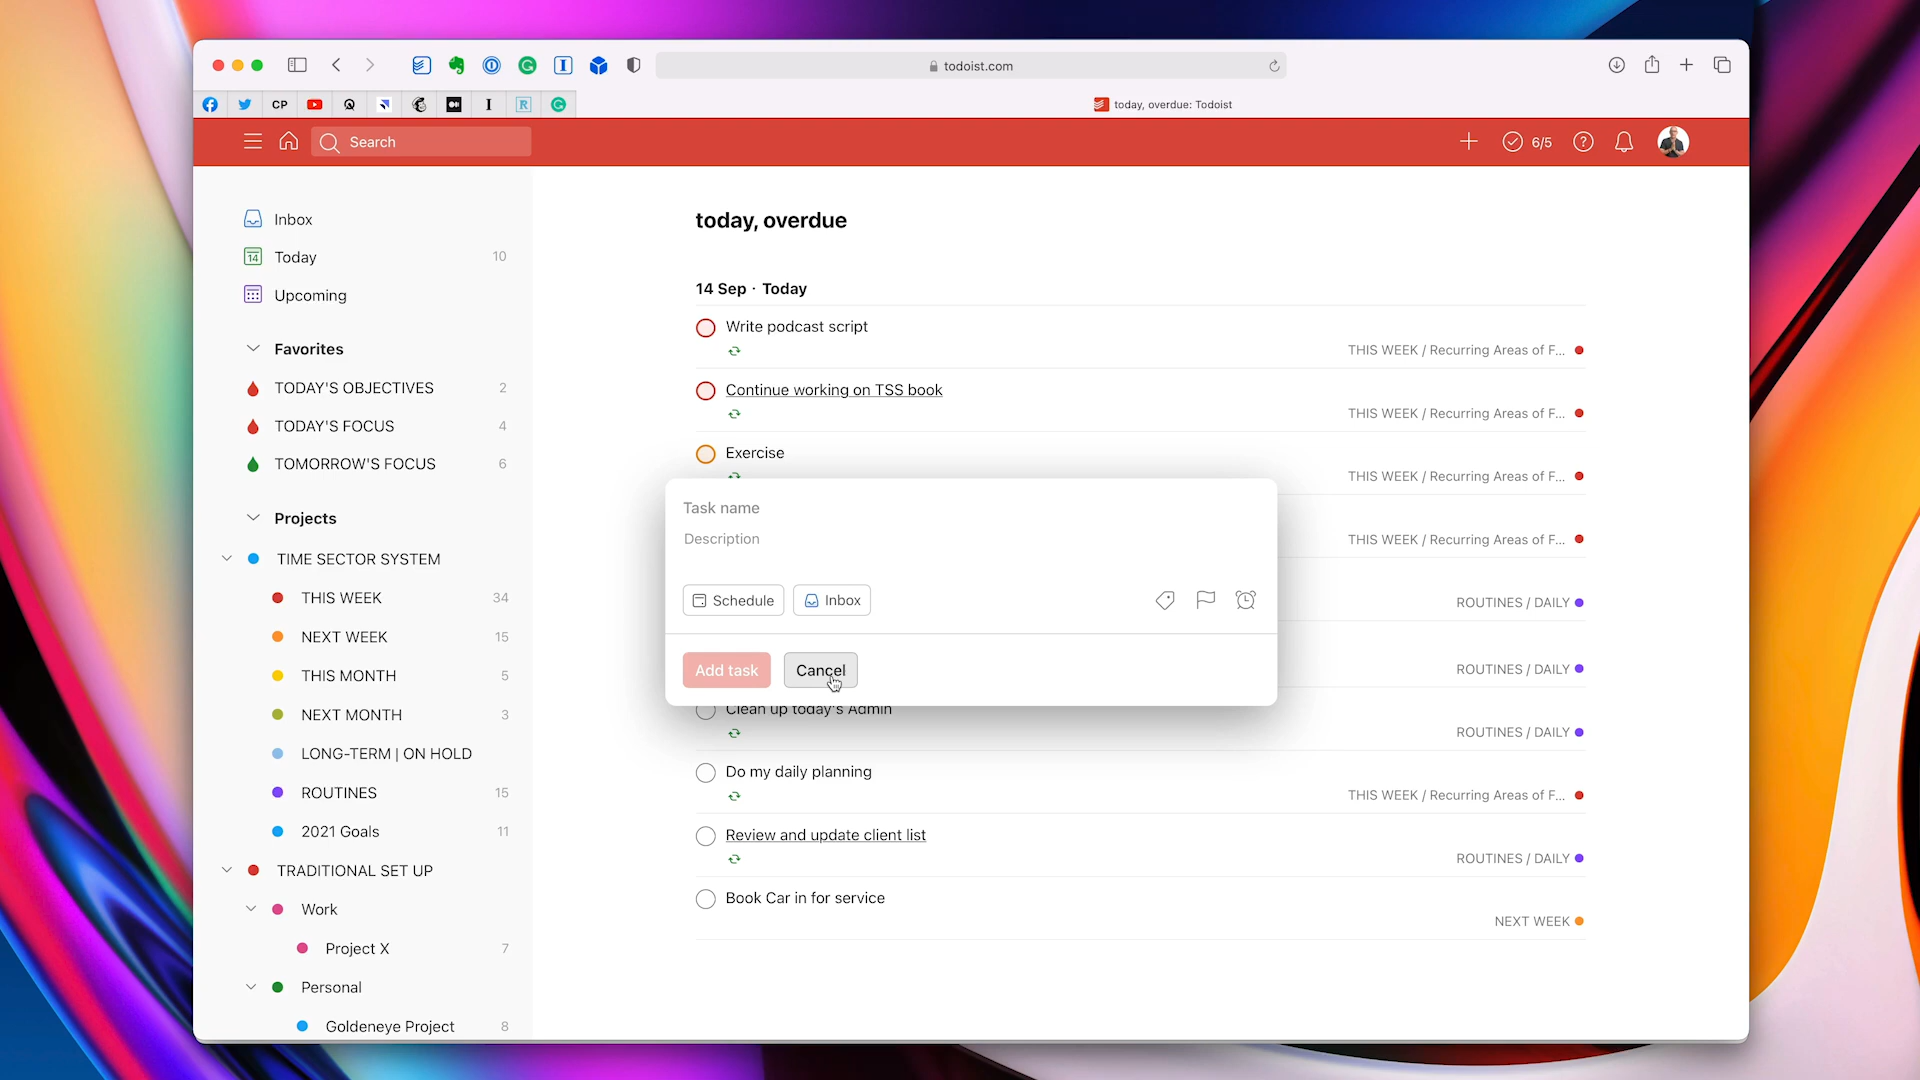 todoist.com
CP
I
R
today, overdue: Todoist
Search
6/5
Inbox
14
Today
10
Upcoming
Favorites
TODAY'S OBJECTIVES
2
TODAY'S FOCUS
4
TOMORROW'S FOCUS
6
Projects
TIME SECTOR SYSTEM
THIS WEEK
34
NEXT WEEK
15
THIS MONTH
5
NEXT MONTH
3
LONG-TERM | ON HOLD
ROUTINES
15
2021 Goals
11
TRADITIONAL SET UP
Work
Project X
7
Personal
Goldeneye Project
8
today, overdue
14 Sep · Today
Write podcast script
THIS WEEK / Recurring Areas of F...
Continue working on TSS book
THIS WEEK / Recurring Areas of F...
Exercise
THIS WEEK / Recurring Areas of F...
THIS WEEK / Recurring Areas of F...
ROUTINES / DAILY
ROUTINES / DAILY
Task name
Description
Schedule
Inbox
Add task
Cancel
Clean up today's Admin
ROUTINES / DAILY
Do my daily planning
THIS WEEK / Recurring Areas of F...
Review and update client list
ROUTINES / DAILY
Book Car in for service
NEXT WEEK